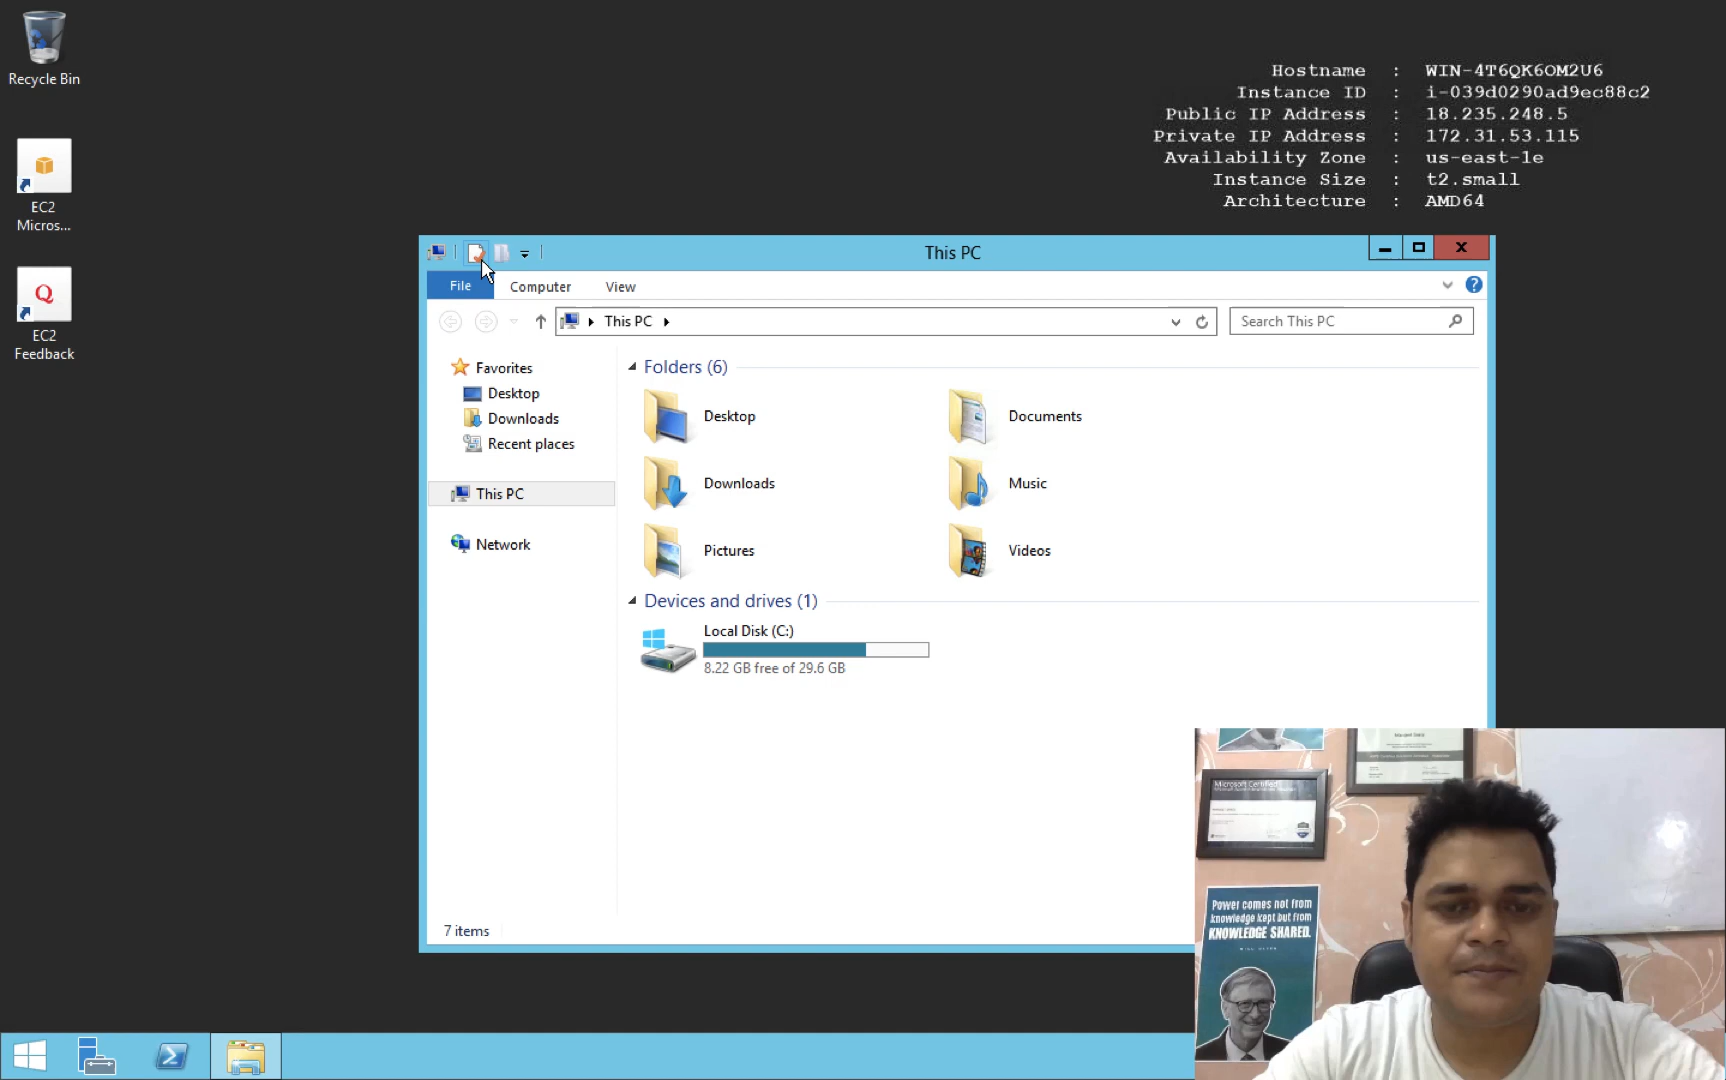 Recycle Bin
EC2
Micros...
EC2
Feedback
Hostname : WIN-4T6QK6OM2U6
Instance ID : i-039d0290ad9ec88c2
Public IP Address : 18.235.248.5
Private IP Address : 172.31.53.115
Availability Zone : us-east-1e
Instance Size : t2.small
Architecture : AMD64
This PC
File Computer View
This PC
Search This PC
Favorites
Desktop
Downloads
Recent places
This PC
Network
Folders (6)
Desktop
Documents
Downloads
Music
Pictures
Videos
Devices and drives (1)
Local Disk (C:)
8.22 GB free of 29.6 GB
7 items
Microsoft Certified
Power comes not from
knowledge kept but from
KNOWLEDGE SHARED.